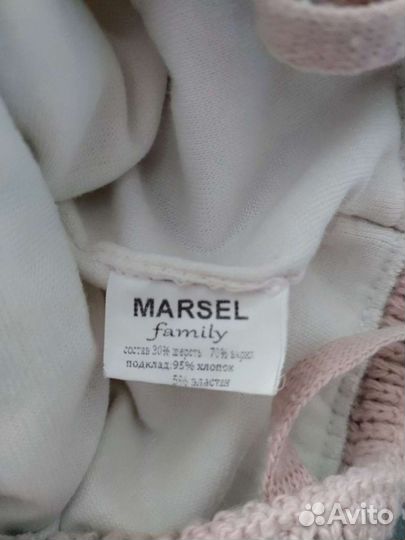 MARSEL
family
состав 30% шерсть 70% акрил
подклад: 95% хлопок
5% эластан
Avito